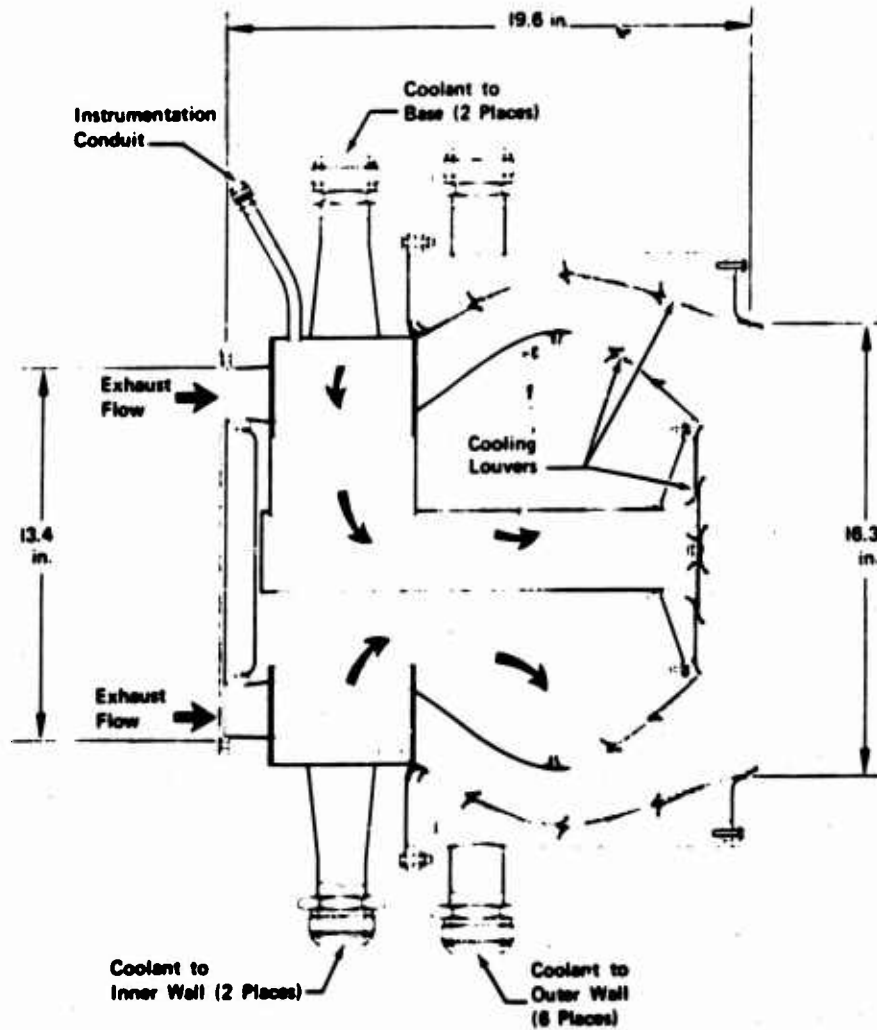 19.6 in.
Coolant to
Base (2 Places)
Instrumentation
Conduit
Exhaust
Flow
Cooling
Louvers
13.4
in.
16.3
in.
Exhaust
Flow
Coolant to
Inner Wall (2 Places)
Coolant to
Outer Wall
(6 Places)